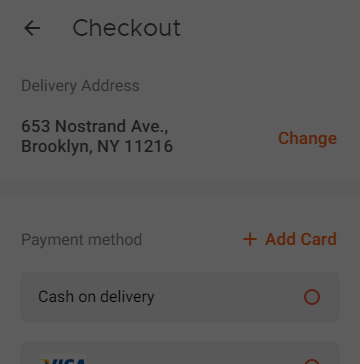 Checkout
Delivery Address
653 Nostrand Ave.,
Brooklyn, NY 11216
Change
Payment method
+ Add Card
Cash on delivery
VISA